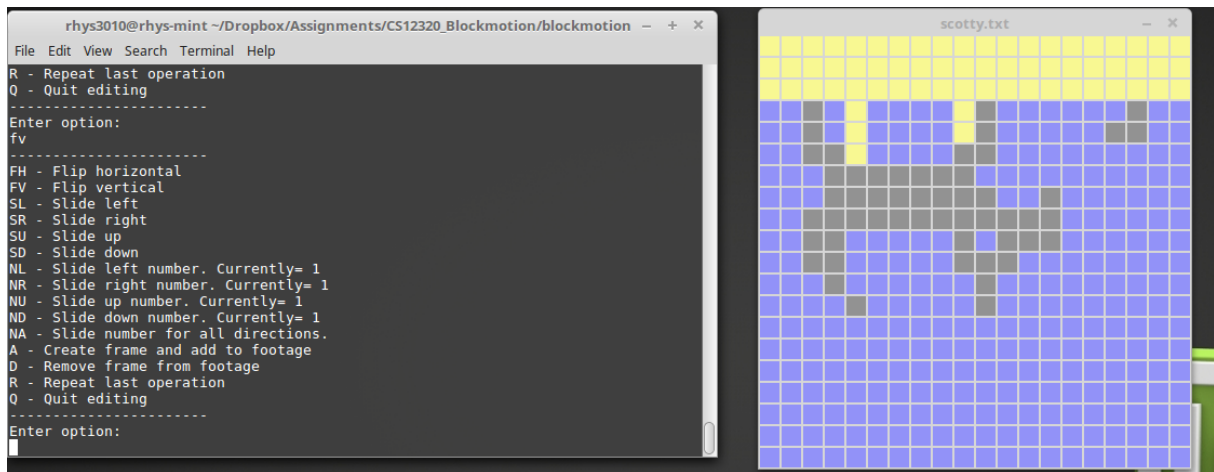 rhys3010@rhys-mint ~/Dropbox/Assignments/CS12320_Blockmotion/blockmotion
File Edit View Search Terminal Help
R - Repeat last operation
Q - Quit editing
-----------------------
Enter option:
fv
-----------------------
FH - Flip horizontal
FV - Flip vertical
SL - Slide left
SR - Slide right
SU - Slide up
SD - Slide down
NL - Slide left number. Currently= 1
NR - Slide right number. Currently= 1
NU - Slide up number. Currently= 1
ND - Slide down number. Currently= 1
NA - Slide number for all directions.
A - Create frame and add to footage
D - Remove frame from footage
R - Repeat last operation
Q - Quit editing
-----------------------
Enter option:
scotty.txt